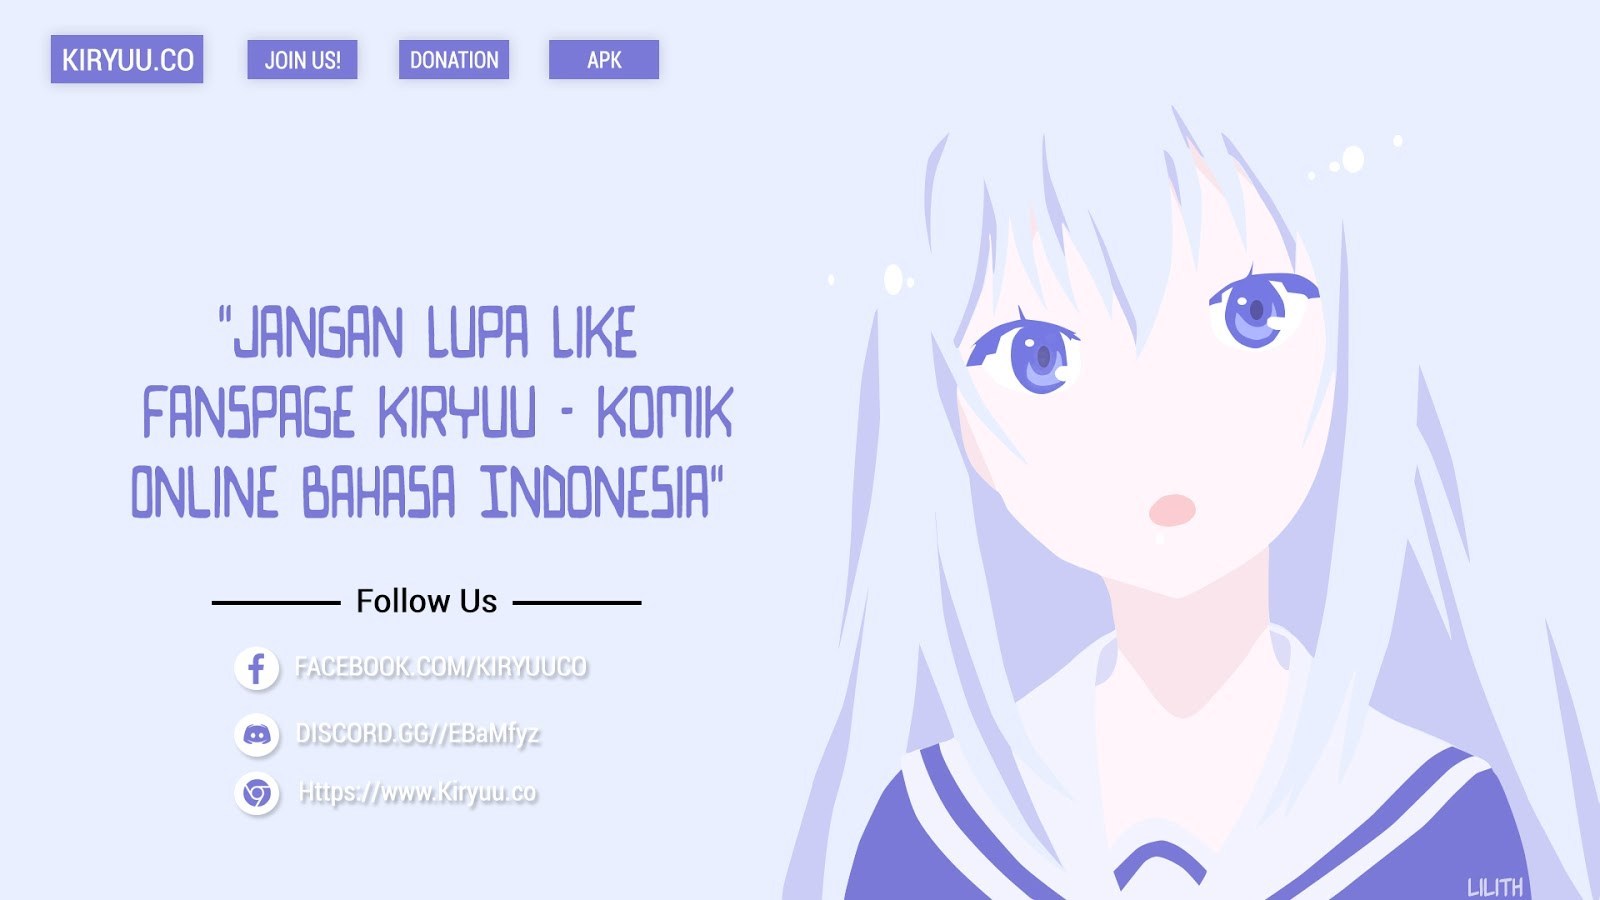 KIRYUU.CO
JOIN US!
DONATION
APK
"JANGAN LUPA LIKE
FANSPAGE KIRYUU - KOMIK
ONLINE BAHASA INDONESIA"
Follow Us
FACEBOOK.COM/KIRYUUCO
DISCORD.GG//EBaMfyz
Https://www.Kiryuu.co
LILITH